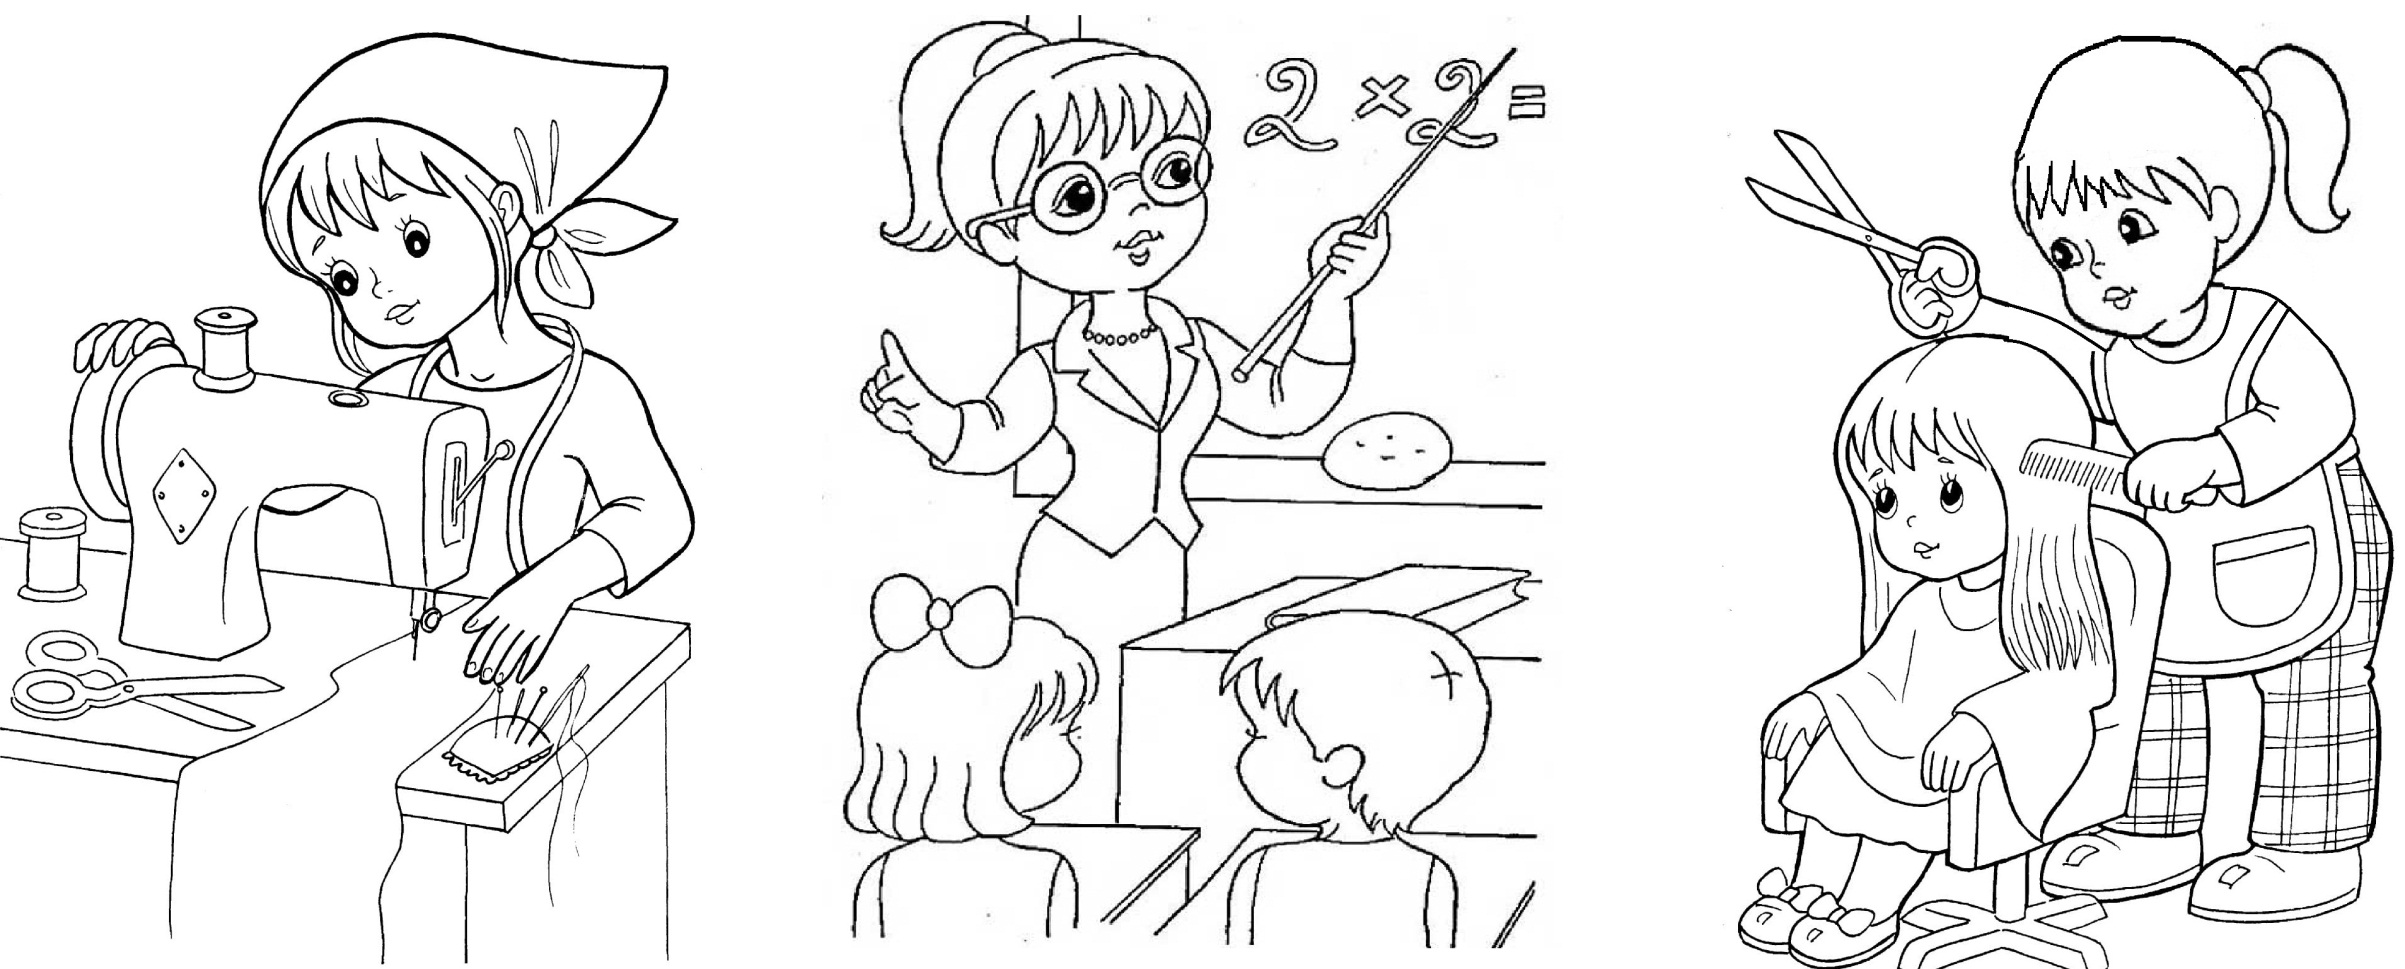 2 × 2 =